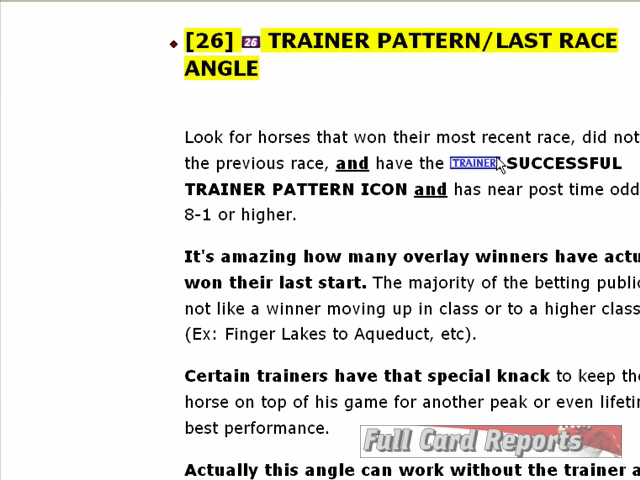 [26] 26 TRAINER PATTERN/LAST RACE
ANGLE
Look for horses that won their most recent race, did not
the previous race, and have the TRAINER SUCCESSFUL
TRAINER PATTERN ICON and has near post time odd
8-1 or higher.
It's amazing how many overlay winners have actu
won their last start. The majority of the betting public
not like a winner moving up in class or to a higher class
(Ex: Finger Lakes to Aqueduct, etc).
Certain trainers have that special knack to keep the
horse on top of his game for another peak or even lifetim
best performance.
Full Card Reports
Actually this angle can work without the trainer a